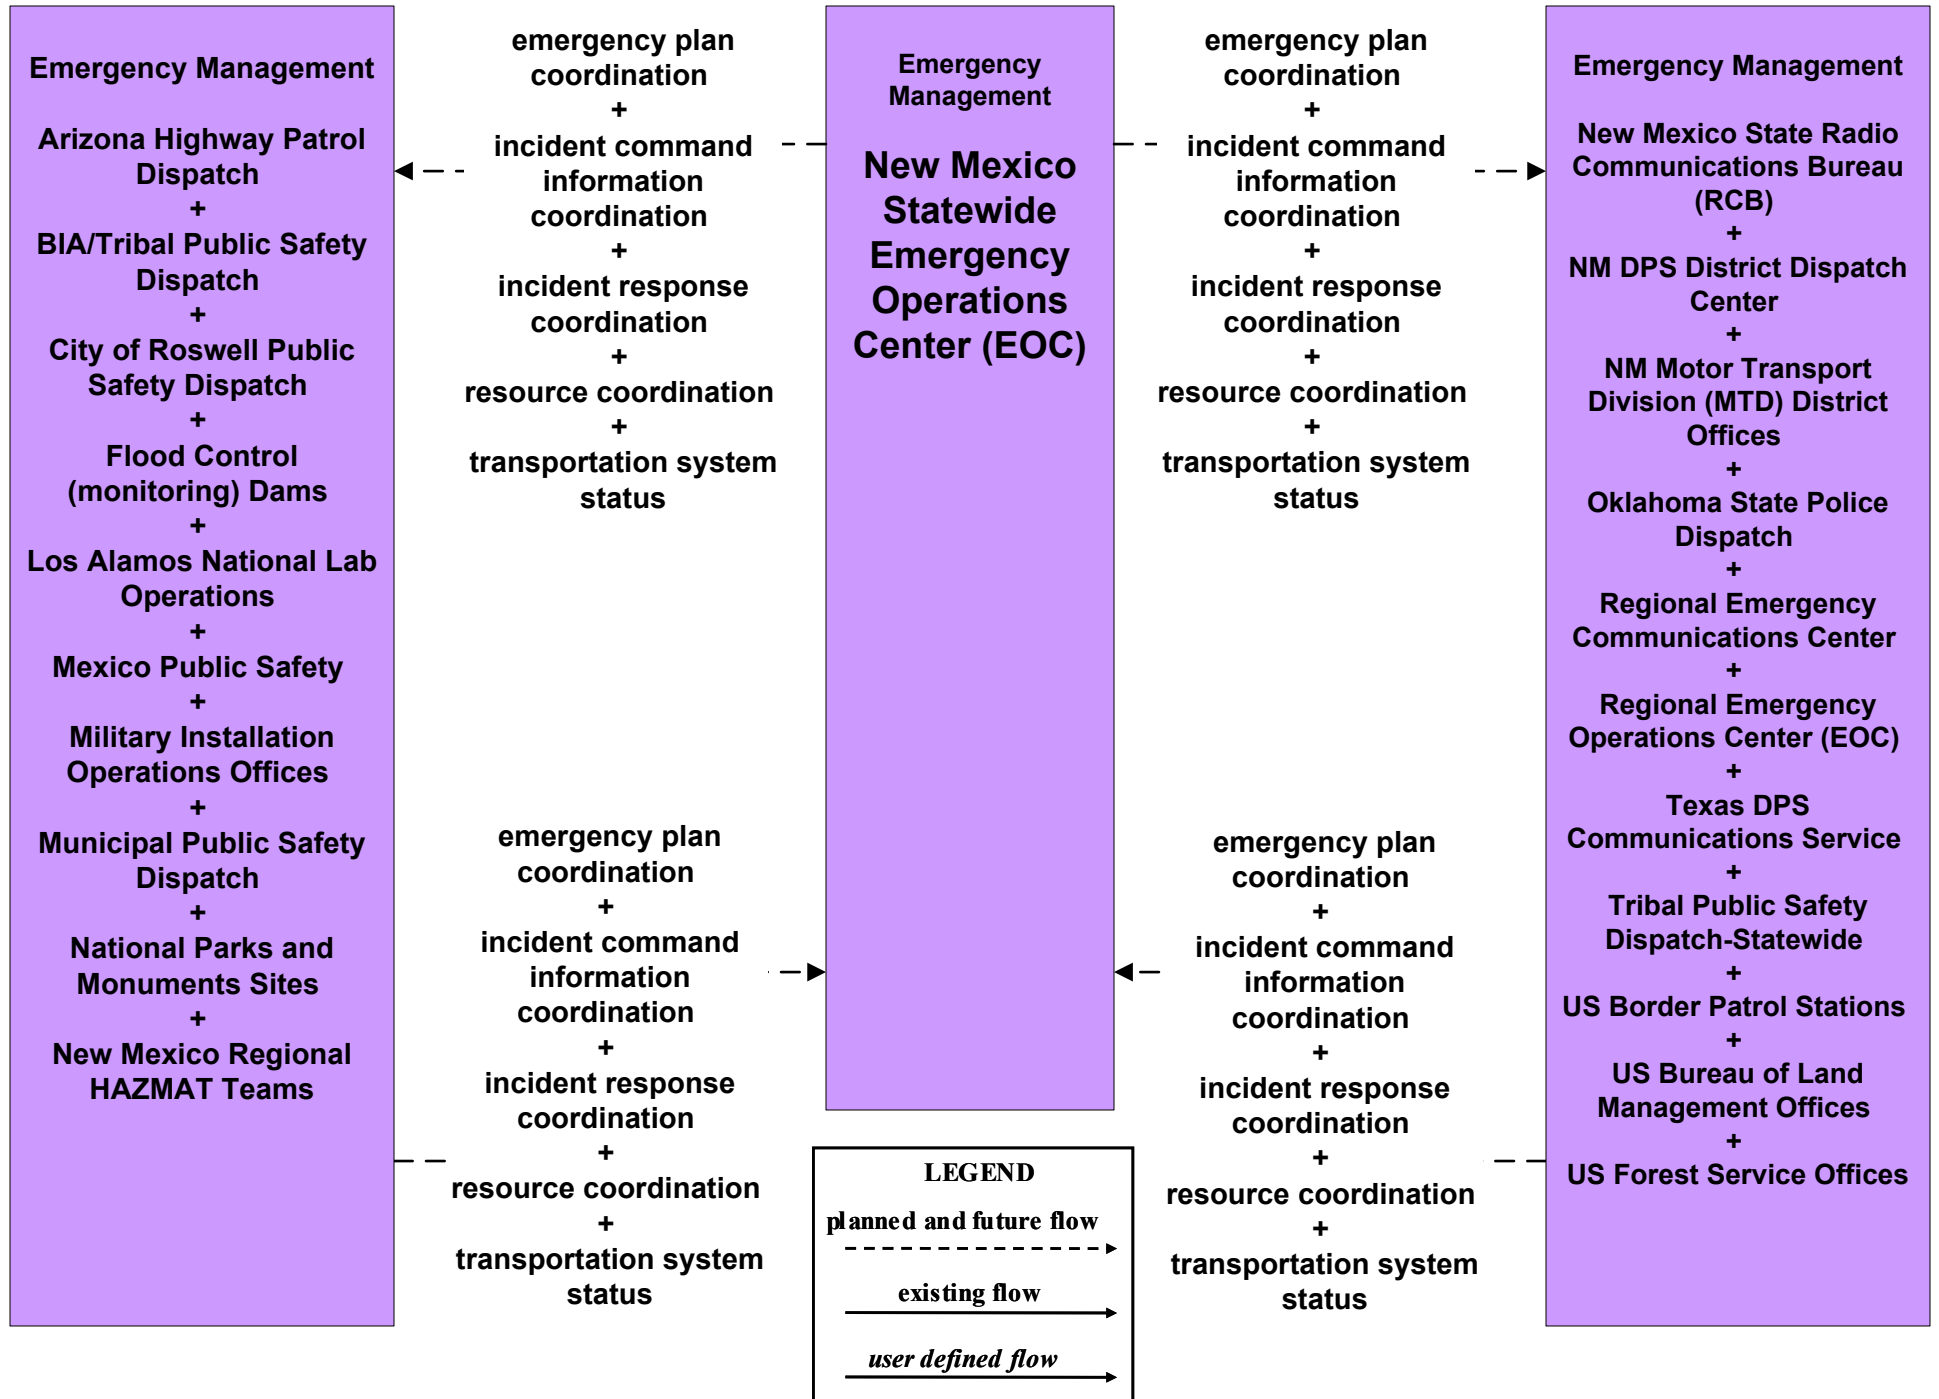 Emergency Management
Arizona Highway Patrol
Dispatch
+
BIA/Tribal Public Safety
Dispatch
+
City of Roswell Public
Safety Dispatch
+
Flood Control
(monitoring) Dams
+
Los Alamos National Lab
Operations
+
Mexico Public Safety
+
Military Installation
Operations Offices
+
Municipal Public Safety
Dispatch
+
National Parks and
Monuments Sites
+
New Mexico Regional
HAZMAT Teams
emergency plan
coordination
+
incident command
information
coordination
+
incident response
coordination
+
resource coordination
+
transportation system
status
emergency plan
coordination
+
incident command
information
coordination
+
incident response
coordination
+
resource coordination
+
transportation system
status
Emergency
Management
New Mexico
Statewide
Emergency
Operations
Center (EOC)
emergency plan
coordination
+
incident command
information
coordination
+
incident response
coordination
+
resource coordination
+
transportation system
status
emergency plan
coordination
+
incident command
information
coordination
+
incident response
coordination
+
resource coordination
+
transportation system
status
Emergency Management
New Mexico State Radio
Communications Bureau
(RCB)
+
NM DPS District Dispatch
Center
+
NM Motor Transport
Division (MTD) District
Offices
+
Oklahoma State Police
Dispatch
+
Regional Emergency
Communications Center
+
Regional Emergency
Operations Center (EOC)
+
Texas DPS
Communications Service
+
Tribal Public Safety
Dispatch-Statewide
+
US Border Patrol Stations
+
US Bureau of Land
Management Offices
+
US Forest Service Offices
LEGEND
planned and future flow
existing flow
user defined flow